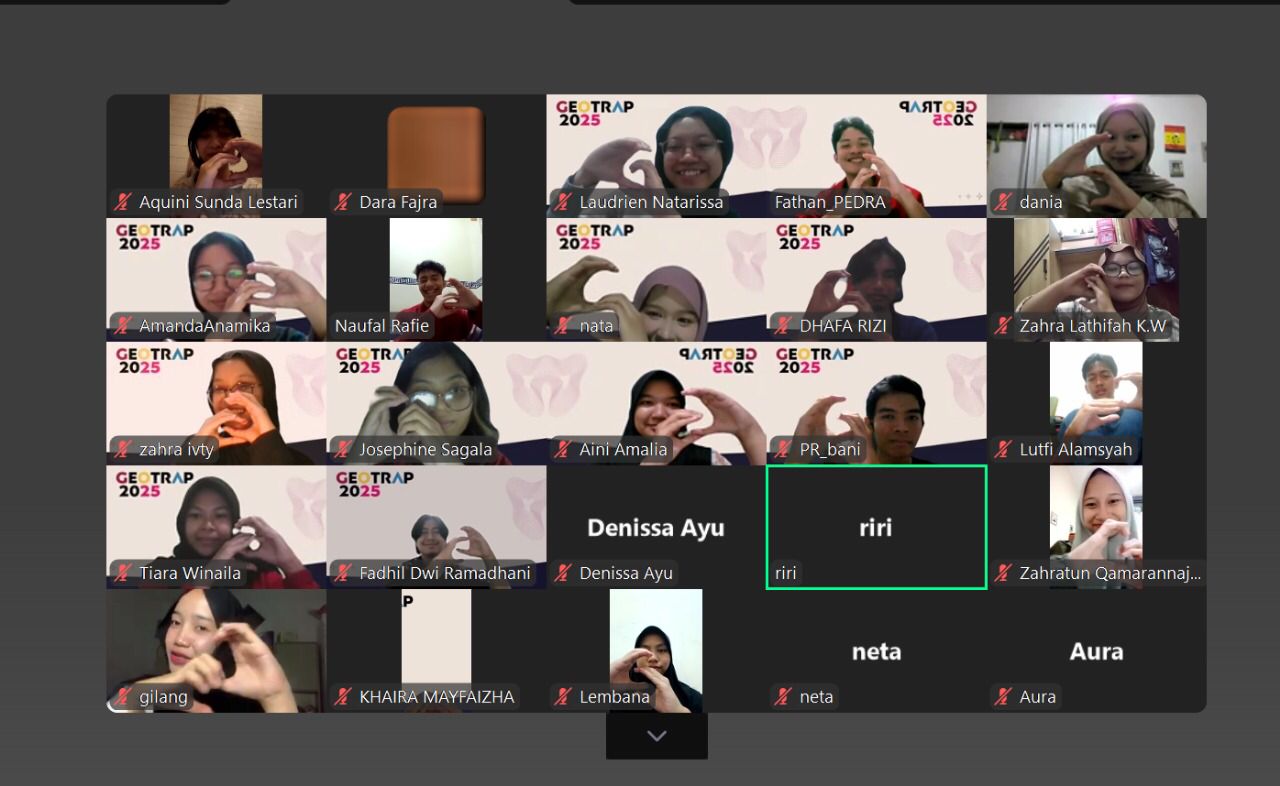 GEOTRAP
2025
GEOTRAP
2025
Aquini Sunda Lestari
Dara Fajra
Laudrien Natarissa
Fathan_PEDRA
dania
GEOTRAP
2025
GEOTRAP
2025
GEOTRAP
2025
AmandaAnamika
Naufal Rafie
nata
DHAFA RIZI
Zahra Lathifah K.W
GEOTRAP
2025
GEOTRAP
2025
GEOTRAP
2025
GEOTRAP
2025
zahra ivty
Josephine Sagala
Aini Amalia
PR_bani
Lutfi Alamsyah
GEOTRAP
2025
GEOTRAP
2025
Denissa Ayu
riri
Tiara Winaila
Fadhil Dwi Ramadhani
Denissa Ayu
riri
Zahratun Qamarannaj...
P
neta
Aura
gilang
KHAIRA MAYFAIZHA
Lembana
neta
Aura